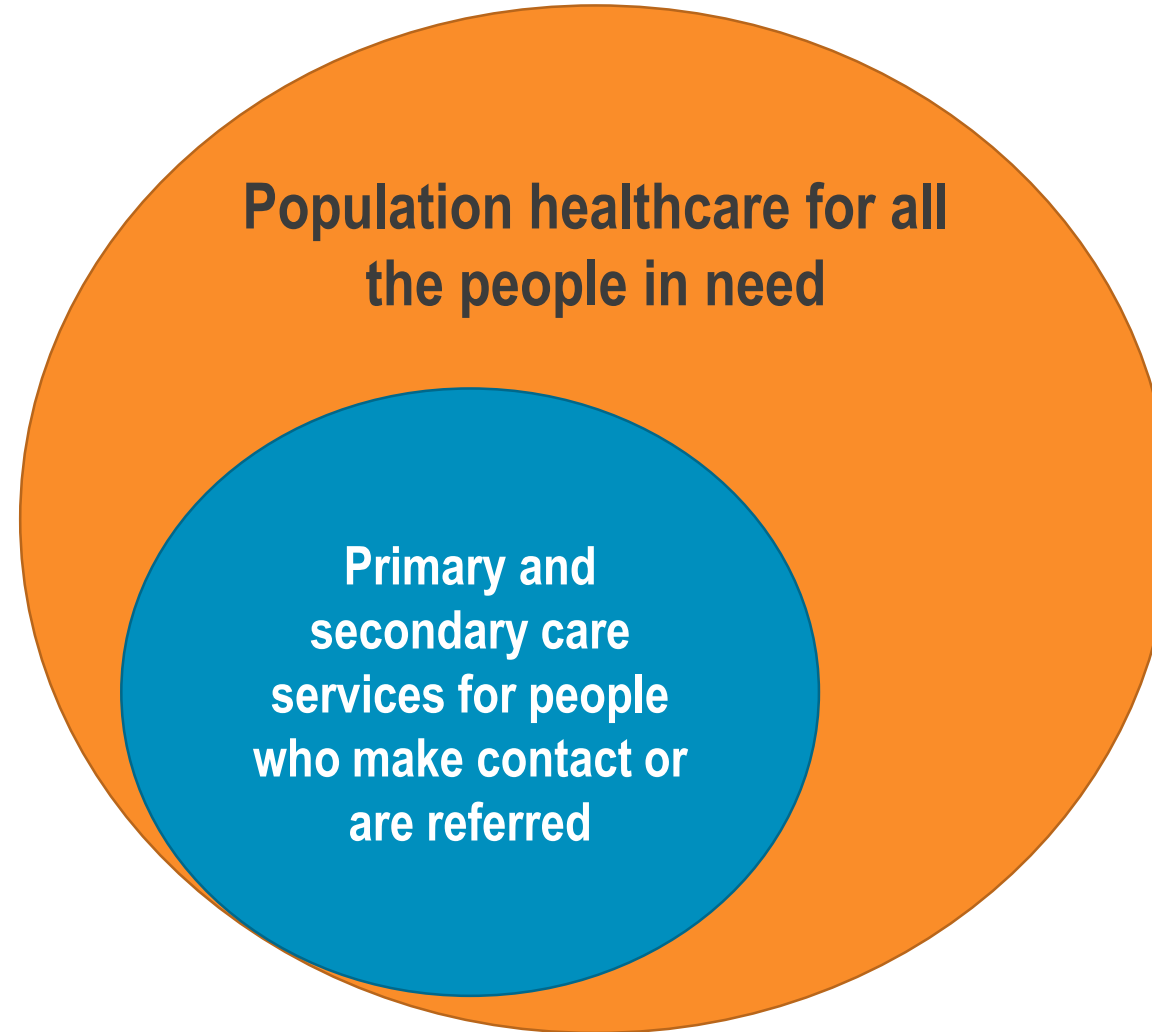 Population healthcare for all
the people in need
Primary and
secondary care
services for people
who make contact or
are referred